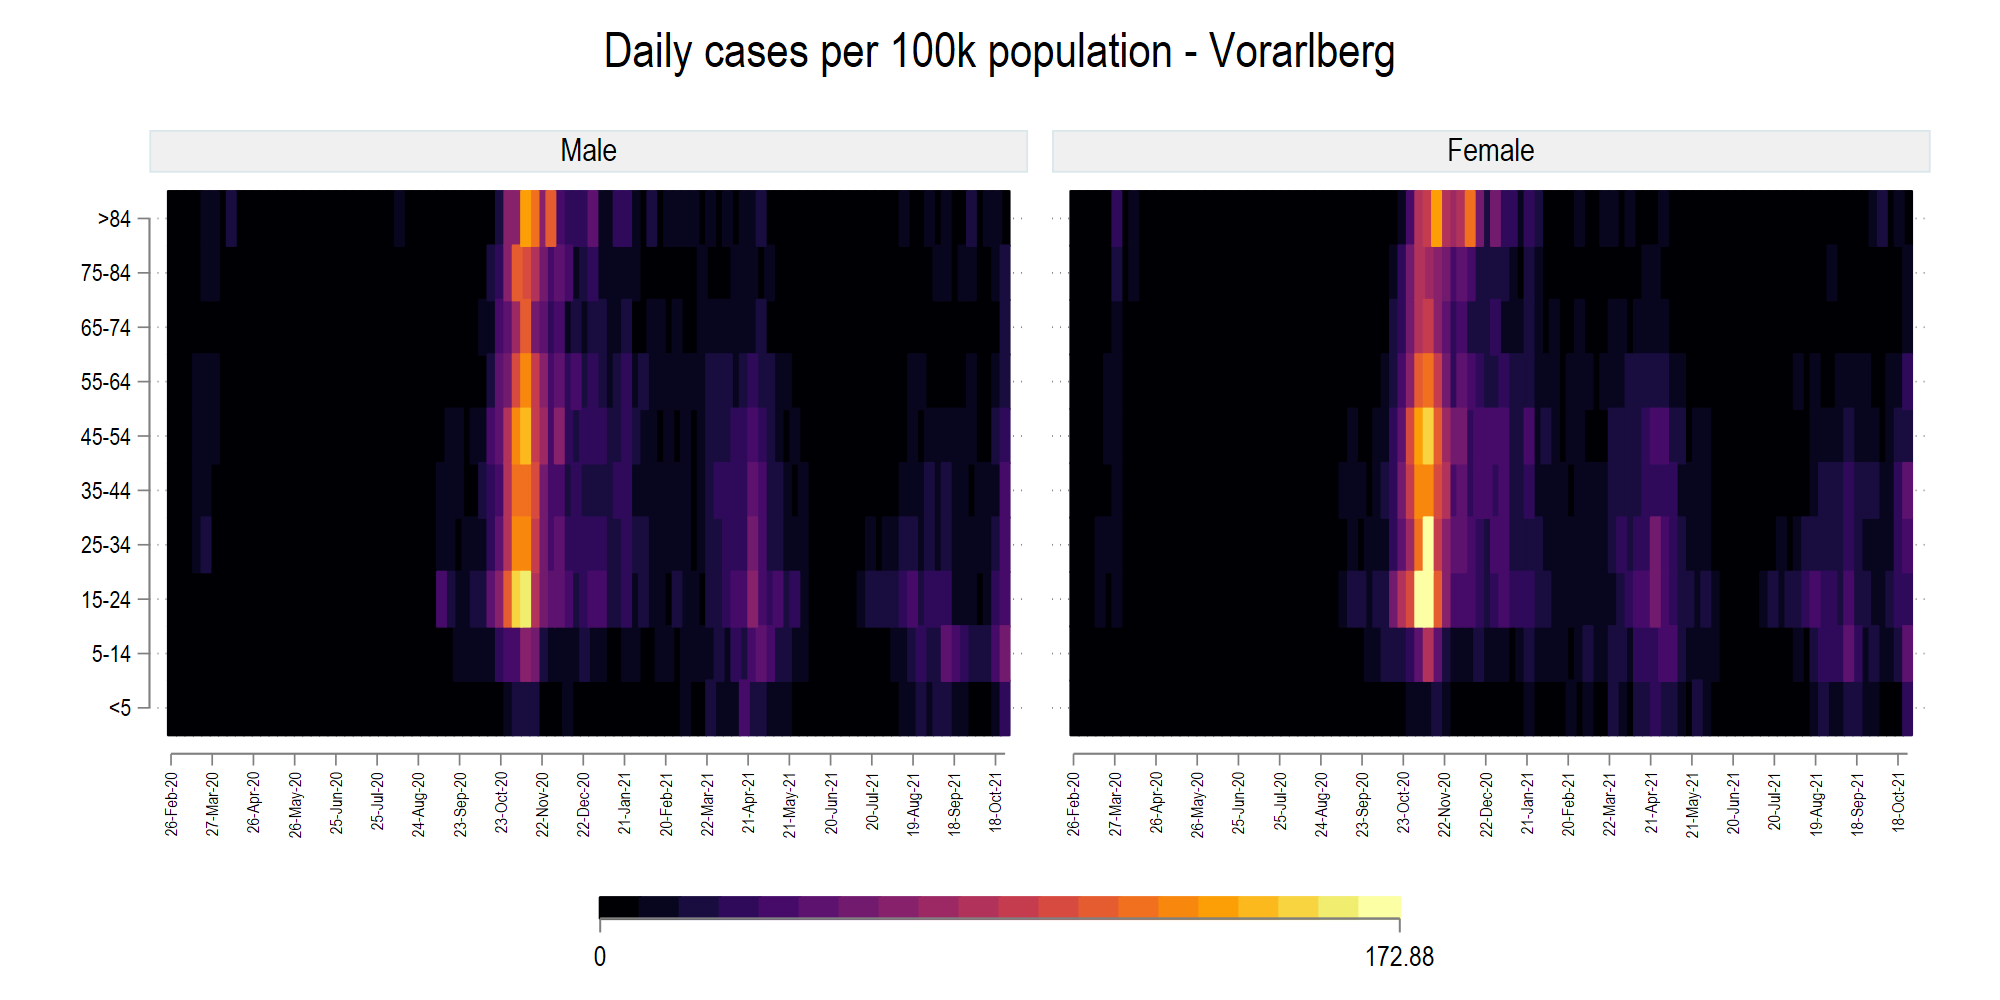 Daily cases per 100k population - Vorarlberg
Male
Female
>84
75-84
65-74
55-64
45-54
35-44
25-34
15-24
5-14
<5
26-Feb-20 27-Mar-20 26-Apr-20 26-May-20 25-Jun-20 25-Jul-20 24-Aug-20 23-Sep-20 23-Oct-20 22-Nov-20 22-Dec-20 21-Jan-21 20-Feb-21 22-Mar-21 21-Apr-21 21-May-21 20-Jun-21 20-Jul-21 19-Aug-21 18-Sep-21 18-Oct-21
26-Feb-20 27-Mar-20 26-Apr-20 26-May-20 25-Jun-20 25-Jul-20 24-Aug-20 23-Sep-20 23-Oct-20 22-Nov-20 22-Dec-20 21-Jan-21 20-Feb-21 22-Mar-21 21-Apr-21 21-May-21 20-Jun-21 20-Jul-21 19-Aug-21 18-Sep-21 18-Oct-21
0
172.88